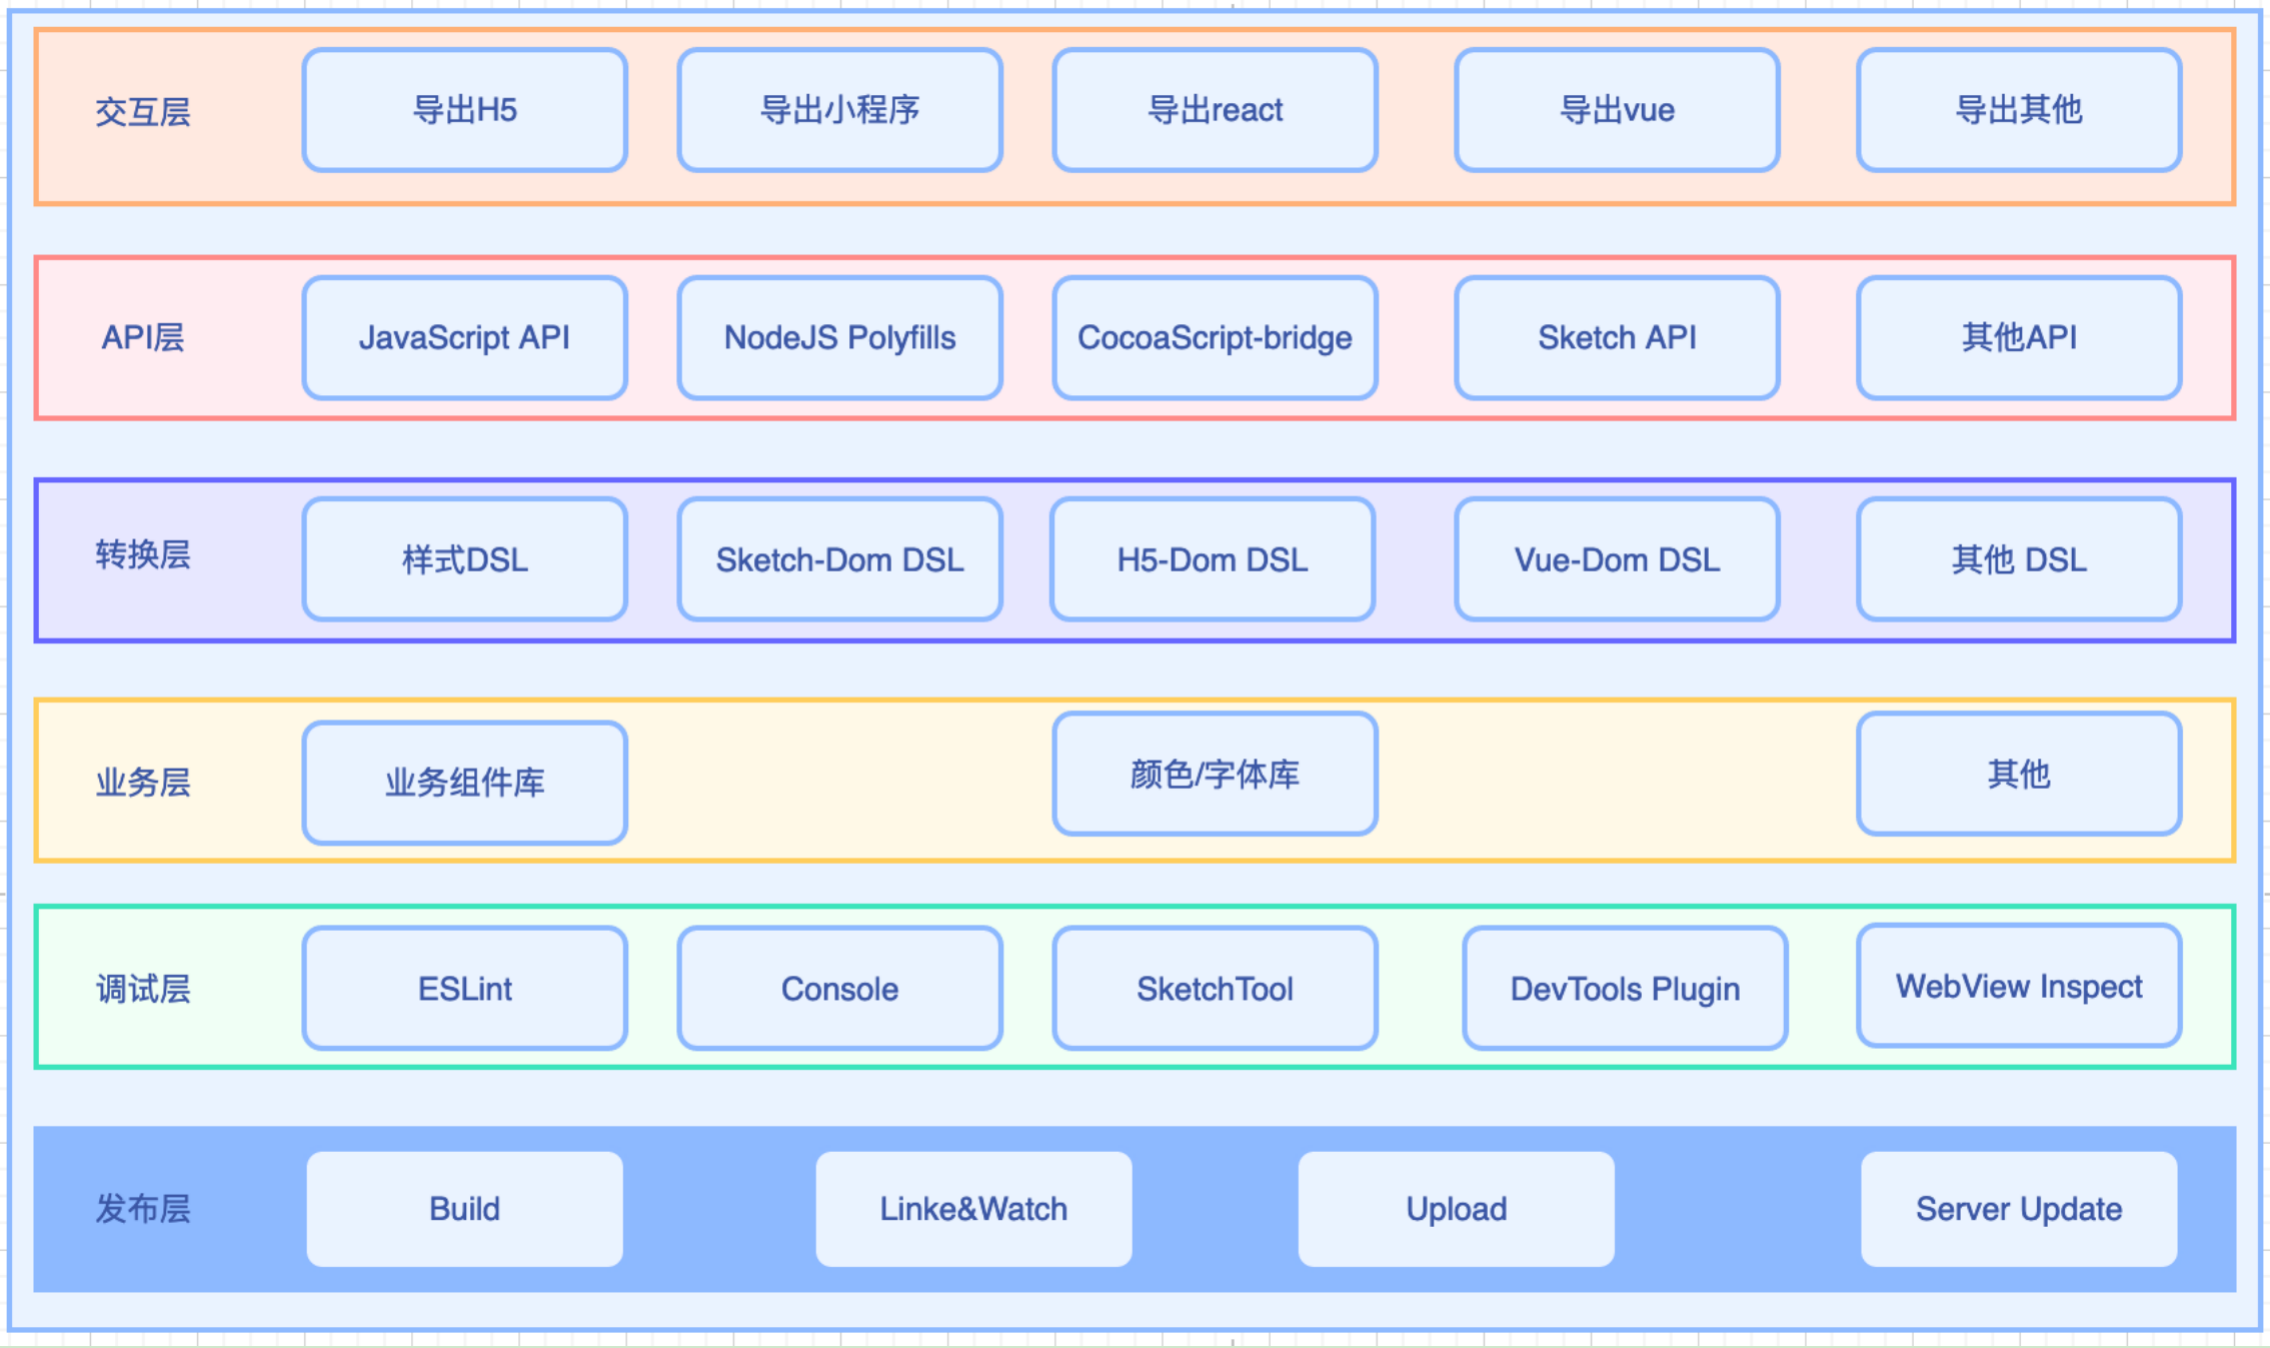 交互层
导出H5
导出小程序
导出react
导出vue
导出其他
API层
JavaScript API
NodeJS Polyfills
CocoaScript-bridge
Sketch API
其他API
转换层
样式DSL
Sketch-Dom DSL
H5-Dom DSL
Vue-Dom DSL
其他 DSL
业务层
业务组件库
颜色/字体库
其他
调试层
ESLint
Console
SketchTool
DevTools Plugin
WebView Inspect
发布层
Build
Linke&Watch
Upload
Server Update